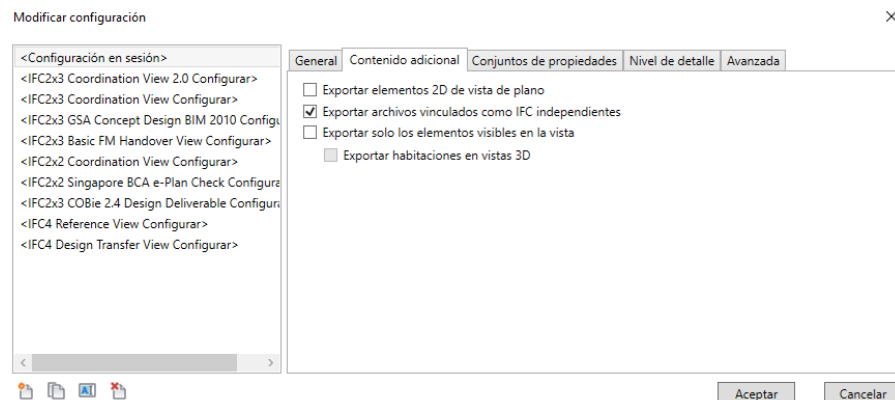 Modificar configuración
<Configuración en sesión>
<IFC2x3 Coordination View 2.0 Configurar>
<IFC2x3 Coordination View Configurar>
<IFC2x3 GSA Concept Design BIM 2010 Configu
<IFC2x3 Basic FM Handover View Configurar>
<IFC2x2 Coordination View Configurar>
<IFC2x2 Singapore BCA e-Plan Check Configura
<IFC2x3 COBie 2.4 Design Deliverable Configura
<IFC4 Reference View Configurar>
<IFC4 Design Transfer View Configurar>
General Contenido adicional Conjuntos de propiedades Nivel de detalle Avanzada
Exportar elementos 2D de vista de plano
Exportar archivos vinculados como IFC independientes
Exportar solo los elementos visibles en la vista
Exportar habitaciones en vistas 3D
Aceptar Cancelar